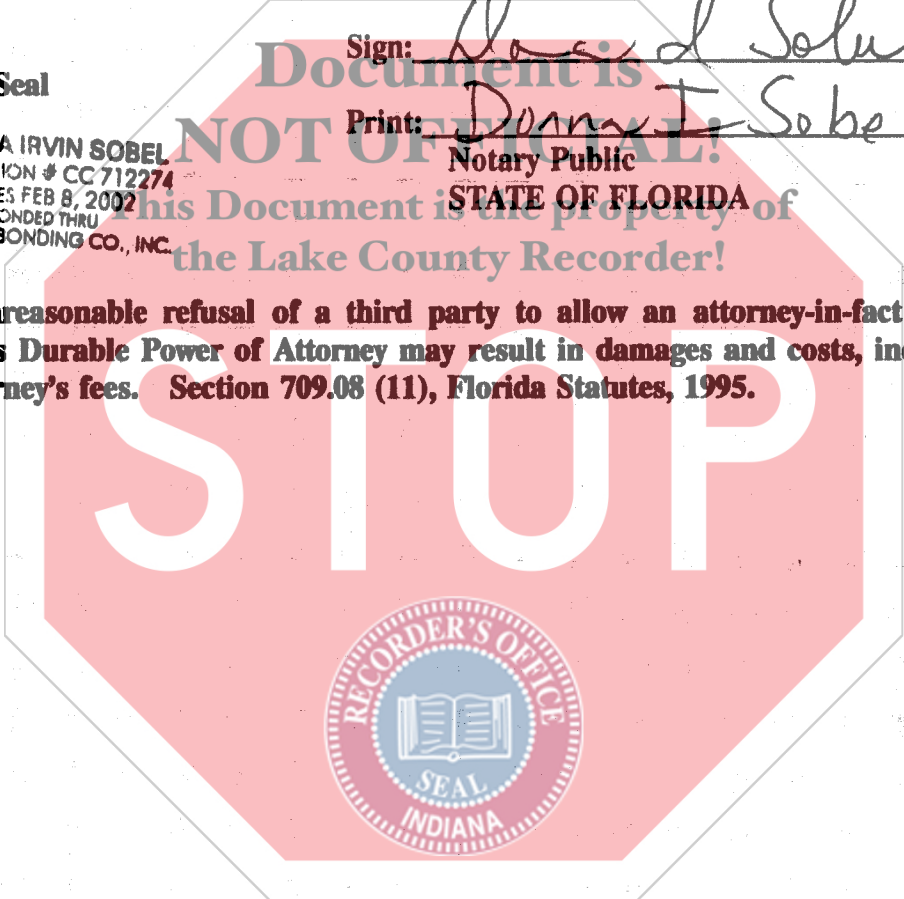 Sign:
Document is
Seal
Print: Donna I Sobe
NOT OFFICIAL!
A IRVIN SOBEL
ION # CC 712274
ES FEB 8, 2002
ONDED THRU
BONDING CO., INC.
Notary Public
STATE OF FLORIDA
This Document is the property of
the Lake County Recorder!
reasonable refusal of a third party to allow an attorney-in-fact
s Durable Power of Attorney may result in damages and costs, in
ney's fees. Section 709.08 (11), Florida Statutes, 1995.
STOP
RECORDER'S OFFICE
SEAL
INDIANA